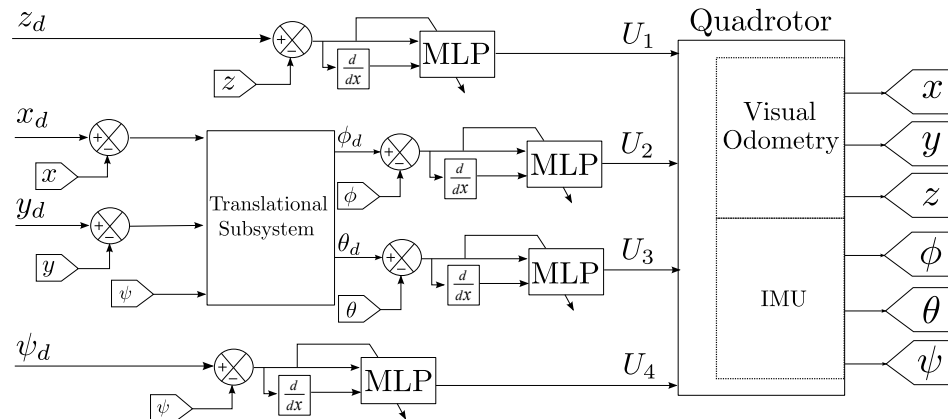 z_d
+
−
z
d/dx
MLP
U_1
Quadrotor
x_d
+
−
x
y_d
+
−
y
ψ
Translational
Subsystem
ϕ_d
+
−
ϕ
d/dx
MLP
U_2
θ_d
+
−
θ
d/dx
MLP
U_3
ψ_d
+
−
ψ
d/dx
MLP
U_4
Visual
Odometry
IMU
x
y
z
ϕ
θ
ψ